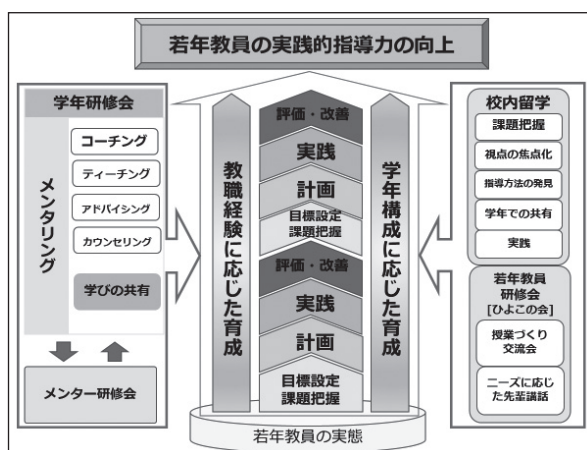 若年教員の実践的指導力の向上
学年研修会
メンタリング
コーチング
ティーチング
アドバイシング
カウンセリング
学びの共有
メンター研修会
教職経験に応じた育成
評価・改善
実践
計画
目標設定
課題把握
評価・改善
実践
計画
目標設定
課題把握
学年構成に応じた育成
若年教員の実態
校内留学
課題把握
視点の焦点化
指導方法の発見
学年での共有
実践
若年教員
研修会
[ひよこの会]
授業づくり
交流会
ニーズに応じ
た先輩講話